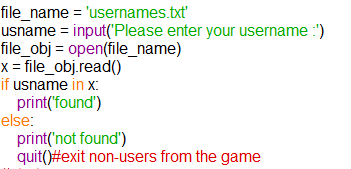 file_name = 'usernames.txt'
usname = input('Please enter your username :')
file_obj = open(file_name)
x = file_obj.read()
if usname in x:
    print('found')
else:
    print('not found')
    quit()#exit non-users from the game